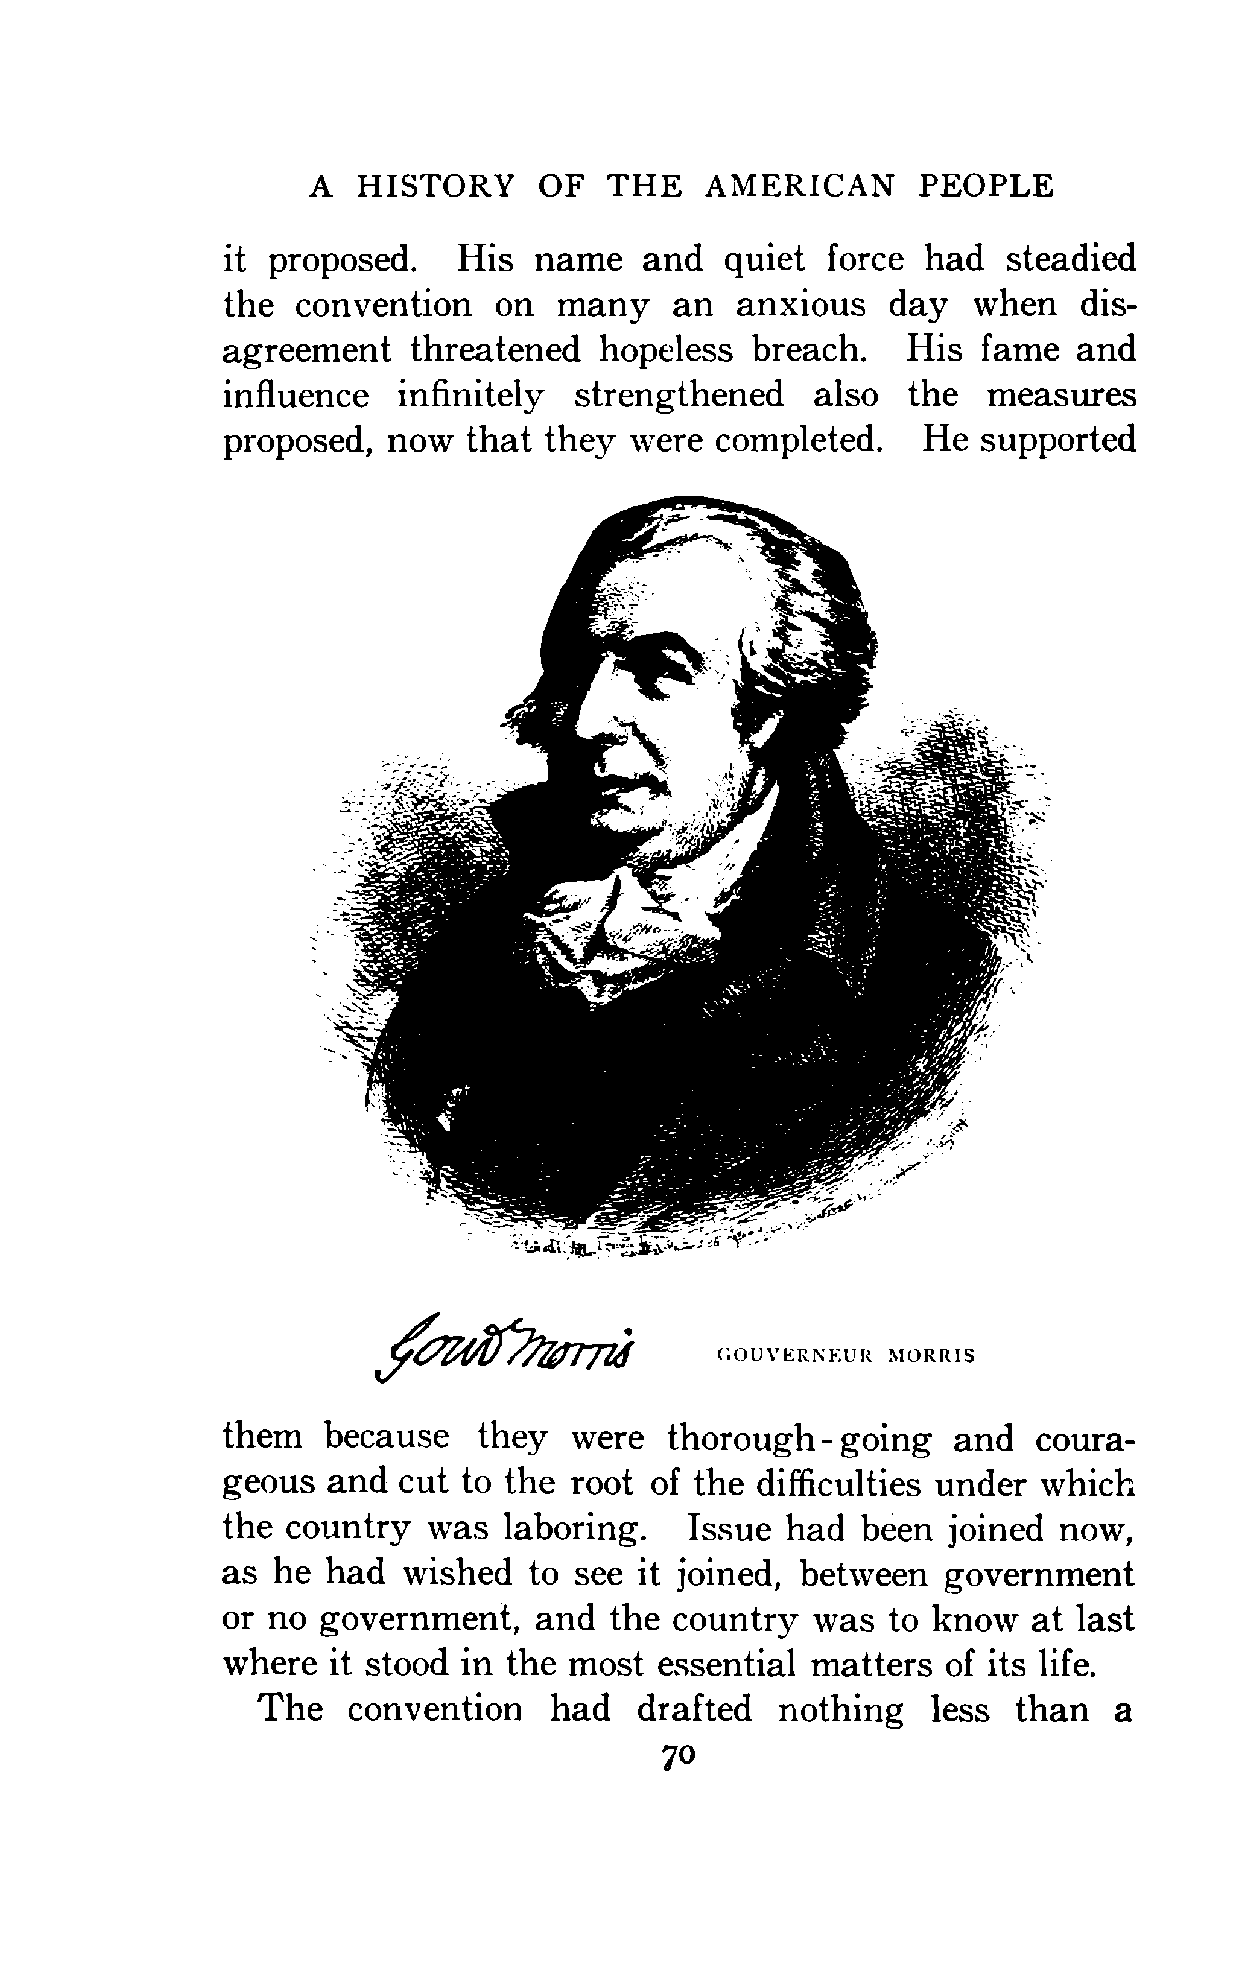 A HISTORY OF THE AMERICAN PEOPLE
it proposed. His name and quiet force had steadied
the convention on many an anxious day when dis-
agreement threatened hopeless breach. His fame and
influence infinitely strengthened also the measures
proposed, now that they were completed. He supported
Gouv Morris
GOUVERNEUR MORRIS
them because they were thorough-going and coura-
geous and cut to the root of the difficulties under which
the country was laboring. Issue had been joined now,
as he had wished to see it joined, between government
or no government, and the country was to know at last
where it stood in the most essential matters of its life.
The convention had drafted nothing less than a
70